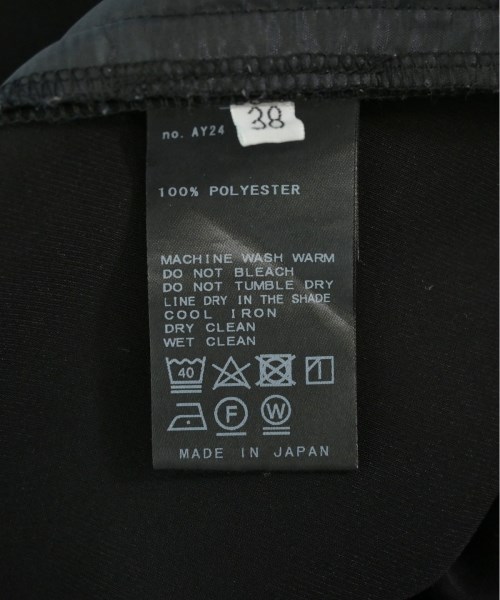 no. AY24 38
100% POLYESTER
MACHINE WASH WARM
DO NOT BLEACH
DO NOT TUMBLE DRY
LINE DRY IN THE SHADE
COOL IRON
DRY CLEAN
WET CLEAN
40
F W
MADE IN JAPAN